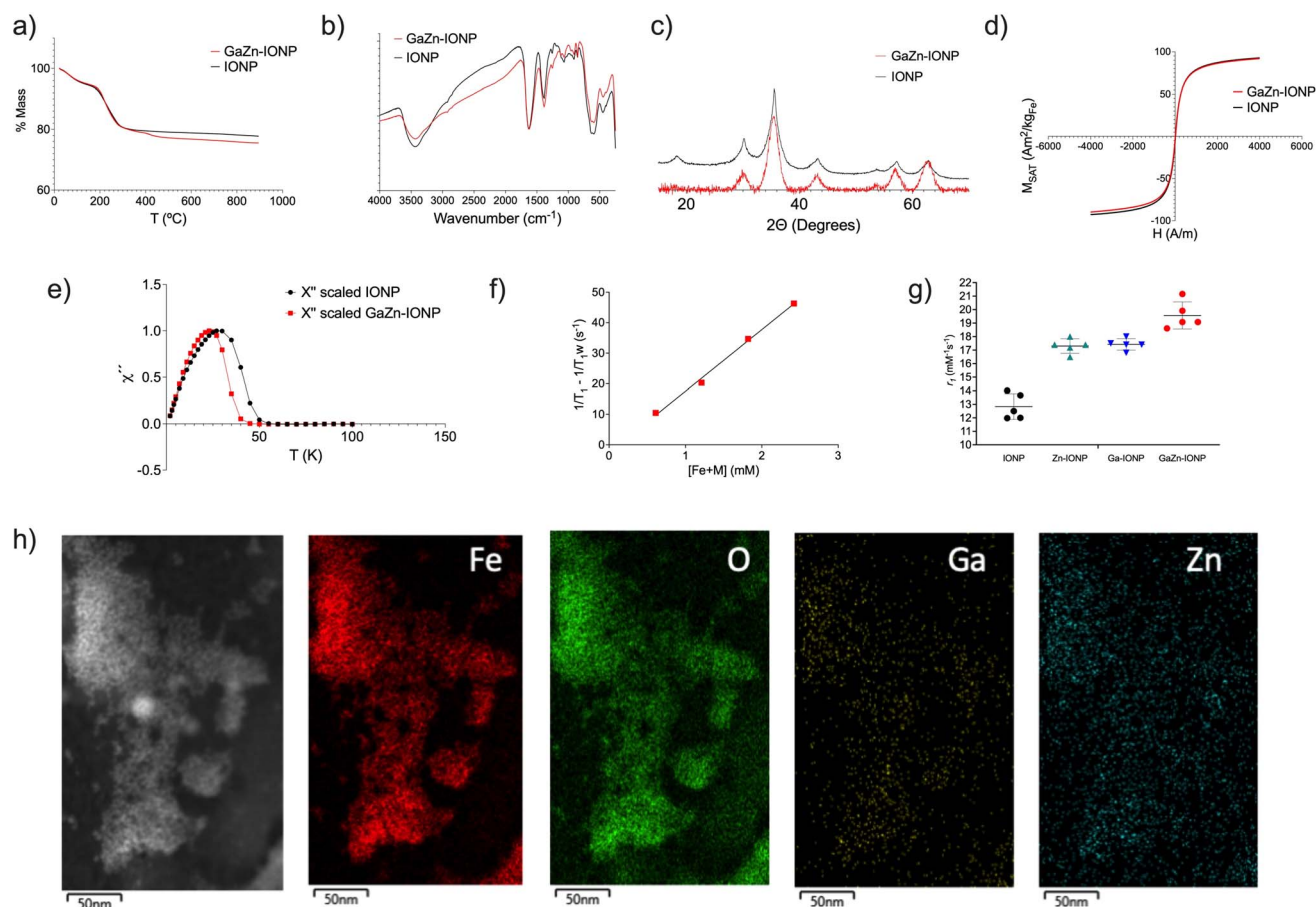 a)
GaZn-IONP
IONP
100
80
60
% Mass
0 200 400 600 800 1000
T (ºC)
b)
GaZn-IONP
IONP
4000 3500 3000 2500 2000 1500 1000 500
Wavenumber (cm-1)
c)
GaZn-IONP
IONP
20 40 60
2Θ (Degrees)
d)
100
50
-50
-100
-6000 -4000 -2000 2000 4000 6000
GaZn-IONP
IONP
MSAT (Am2/kgFe)
H (A/m)
e)
X" scaled IONP
X" scaled GaZn-IONP
1.5
1.0
0.5
0.0
-0.5
χ´´
50 100 150
T (K)
f)
50
40
30
20
10
0
1/T1 - 1/T1w (s-1)
0 1 2 3
[Fe+M] (mM)
g)
22
21
20
19
18
17
14
13
12
11
10
r1 (mM-1s-1)
IONP Zn-IONP Ga-IONP GaZn-IONP
h)
Fe
O
Ga
Zn
50nm
50nm
50nm
50nm
50nm